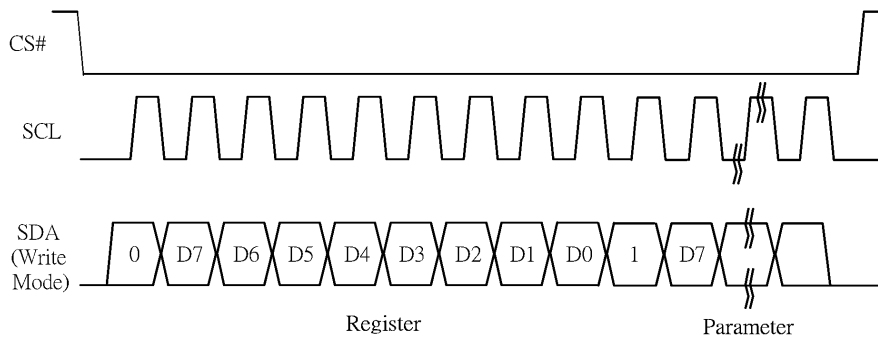 CS#
SCL
SDA
(Write
Mode)
0 D7 D6 D5 D4 D3 D2 D1 D0 1 D7
Register Parameter